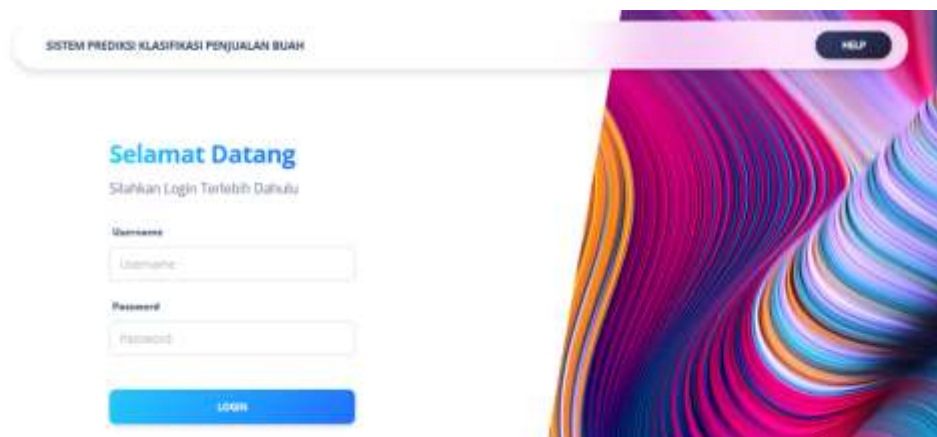 SISTEM PREDIKSI KLASIFIKASI PENJUALAN BUAH
HELP
Selamat Datang
Silahkan Login Terlebih Dahulu
Username
Username
Password
Password
LOGIN